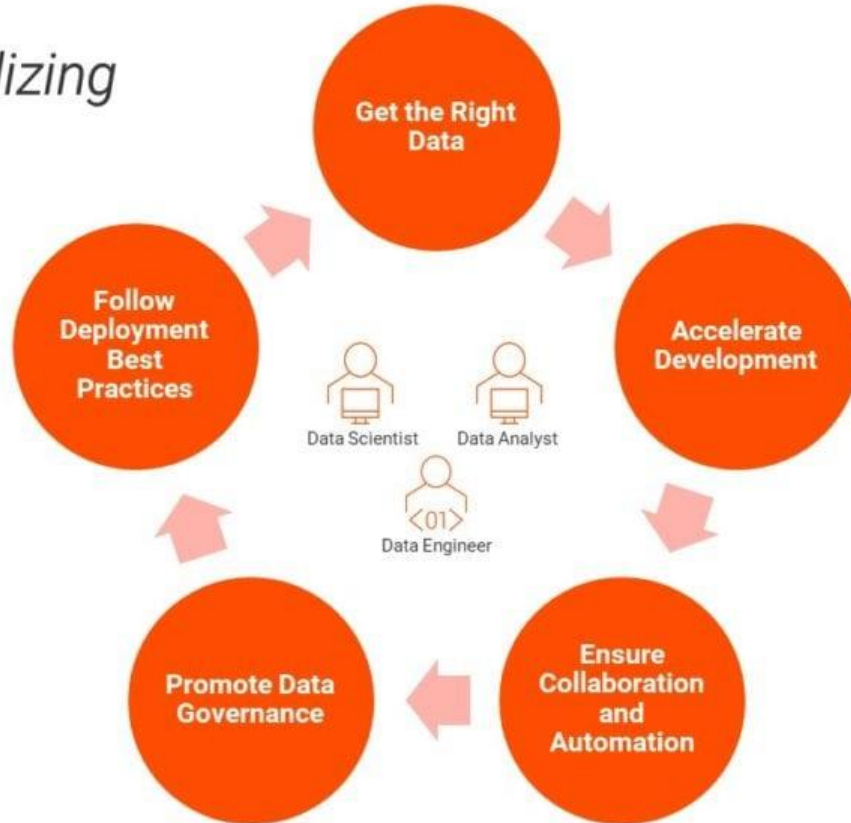 lizing
Get the Right
Data
Accelerate
Development
Ensure
Collaboration
and
Automation
Promote Data
Governance
Follow
Deployment
Best
Practices
Data Scientist
Data Analyst
<01>
Data Engineer